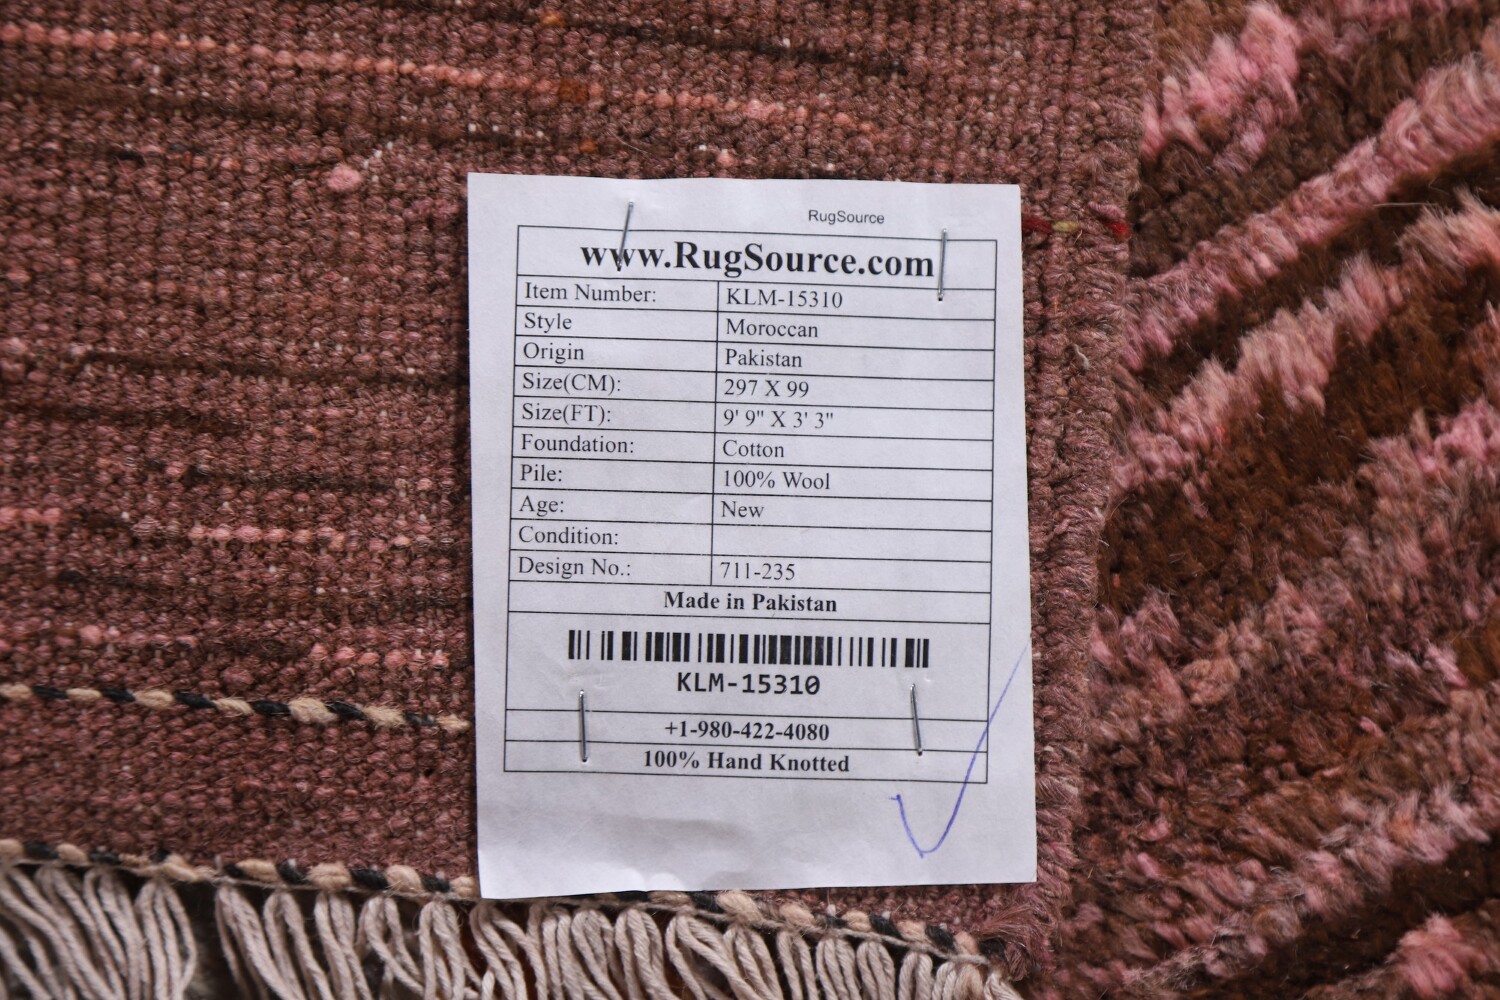 RugSource
www.RugSource.com
Item Number: KLM-15310
Style Moroccan
Origin Pakistan
Size(CM): 297 X 99
Size(FT): 9' 9" X 3' 3"
Foundation: Cotton
Pile: 100% Wool
Age: New
Condition:
Design No.: 711-235
Made in Pakistan
KLM-15310
+1-980-422-4080
100% Hand Knotted